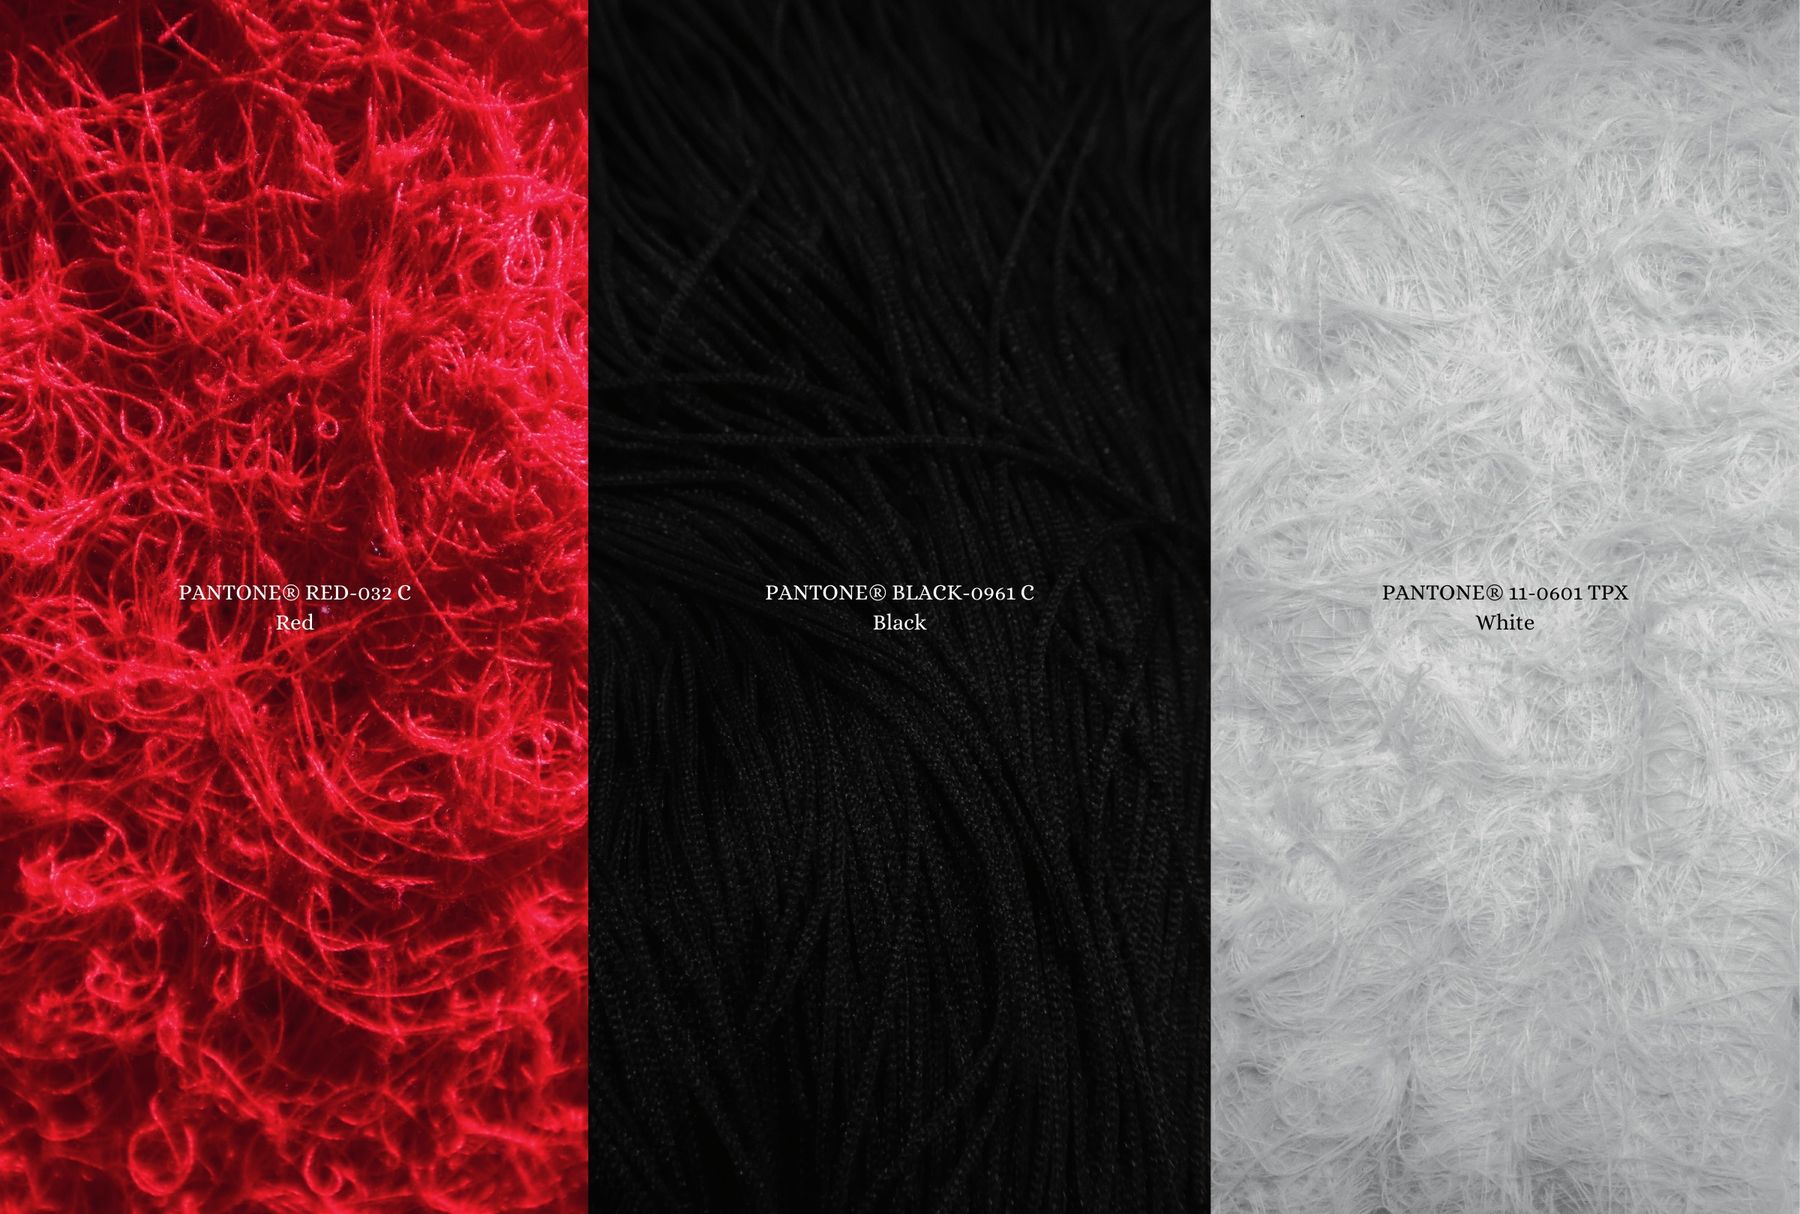 PANTONE® RED-032 C
Red
PANTONE® BLACK-0961 C
Black
PANTONE® 11-0601 TPX
White